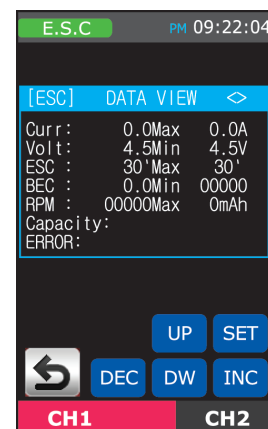 E.S.C PM 09:22:04
[ESC] DATA VIEW <>
Curr: 0.0Max 0.0A
Volt: 4.5Min 4.5V
ESC : 30'Max 30'
BEC : 0.0Min 00000
RPM : 00000Max 0mAh
Capacity:
ERROR:
UP SET
DEC DW INC
CH1 CH2